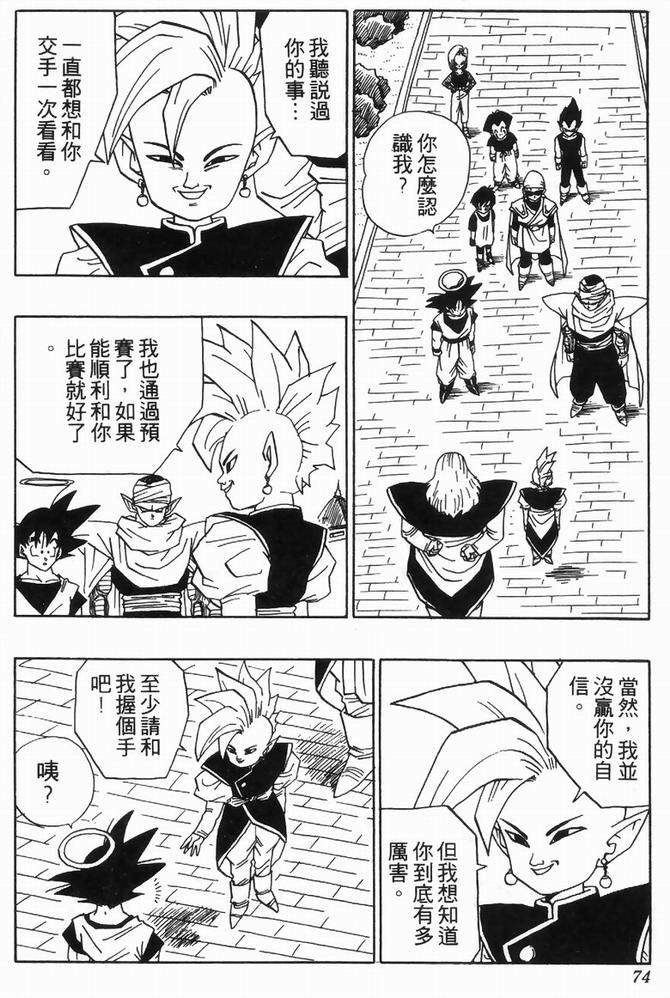 你怎麼認
識我？
我聽說過
你的事…
一直都想和你
交手一次看看。
我也通過預
賽了，如果
能順利和你
比賽就好了
。
當然，我並
沒贏你的自
信。
但我想知道
你到底有多
厲害。
至少請和
我握個手
吧！
咦？
74